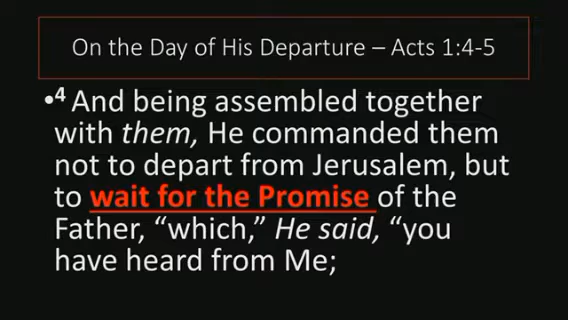 On the Day of His Departure – Acts 1:4-5
•4 And being assembled together
with them, He commanded them
not to depart from Jerusalem, but
to wait for the Promise of the
Father, “which,” He said, “you
have heard from Me;